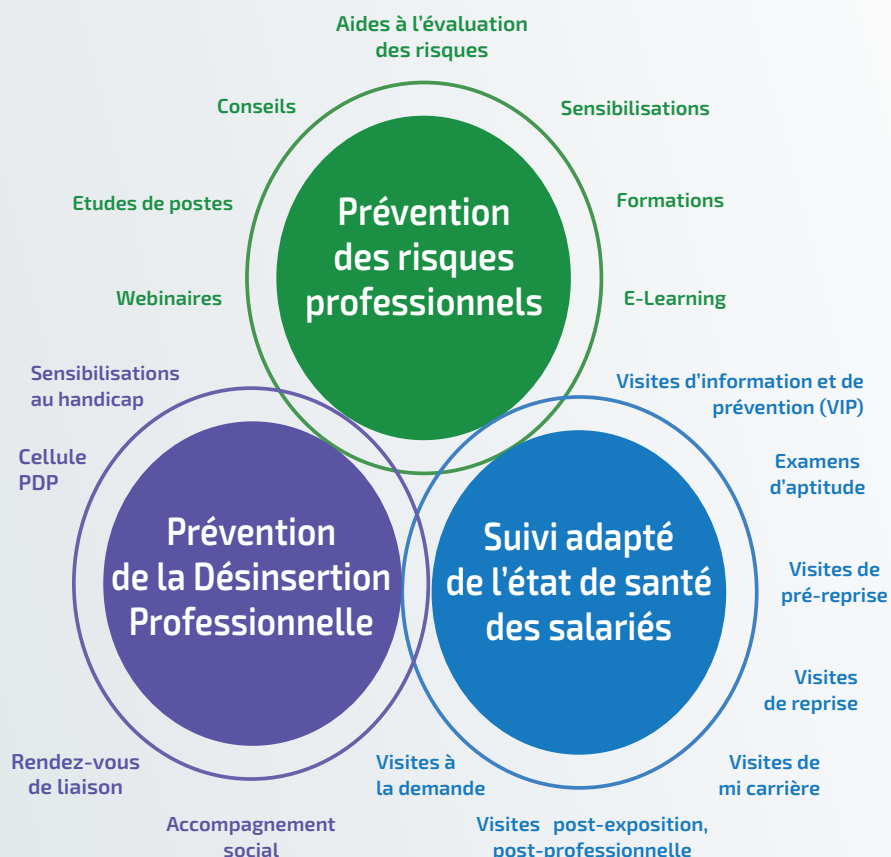 Aides à l'évaluation
des risques
Conseils
Sensibilisations
Etudes de postes
Formations
Webinaires
E-Learning
Prévention
des risques
professionnels
Sensibilisations
au handicap
Cellule
PDP
Prévention
de la Désinsertion
Professionnelle
Rendez-vous
de liaison
Accompagnement
social
Visites d'information et de
prévention (VIP)
Examens
d'aptitude
Suivi adapté
de l'état de santé
des salariés
Visites de
pré-reprise
Visites
de reprise
Visites de
mi carrière
Visites à
la demande
Visites post-exposition,
post-professionnelle